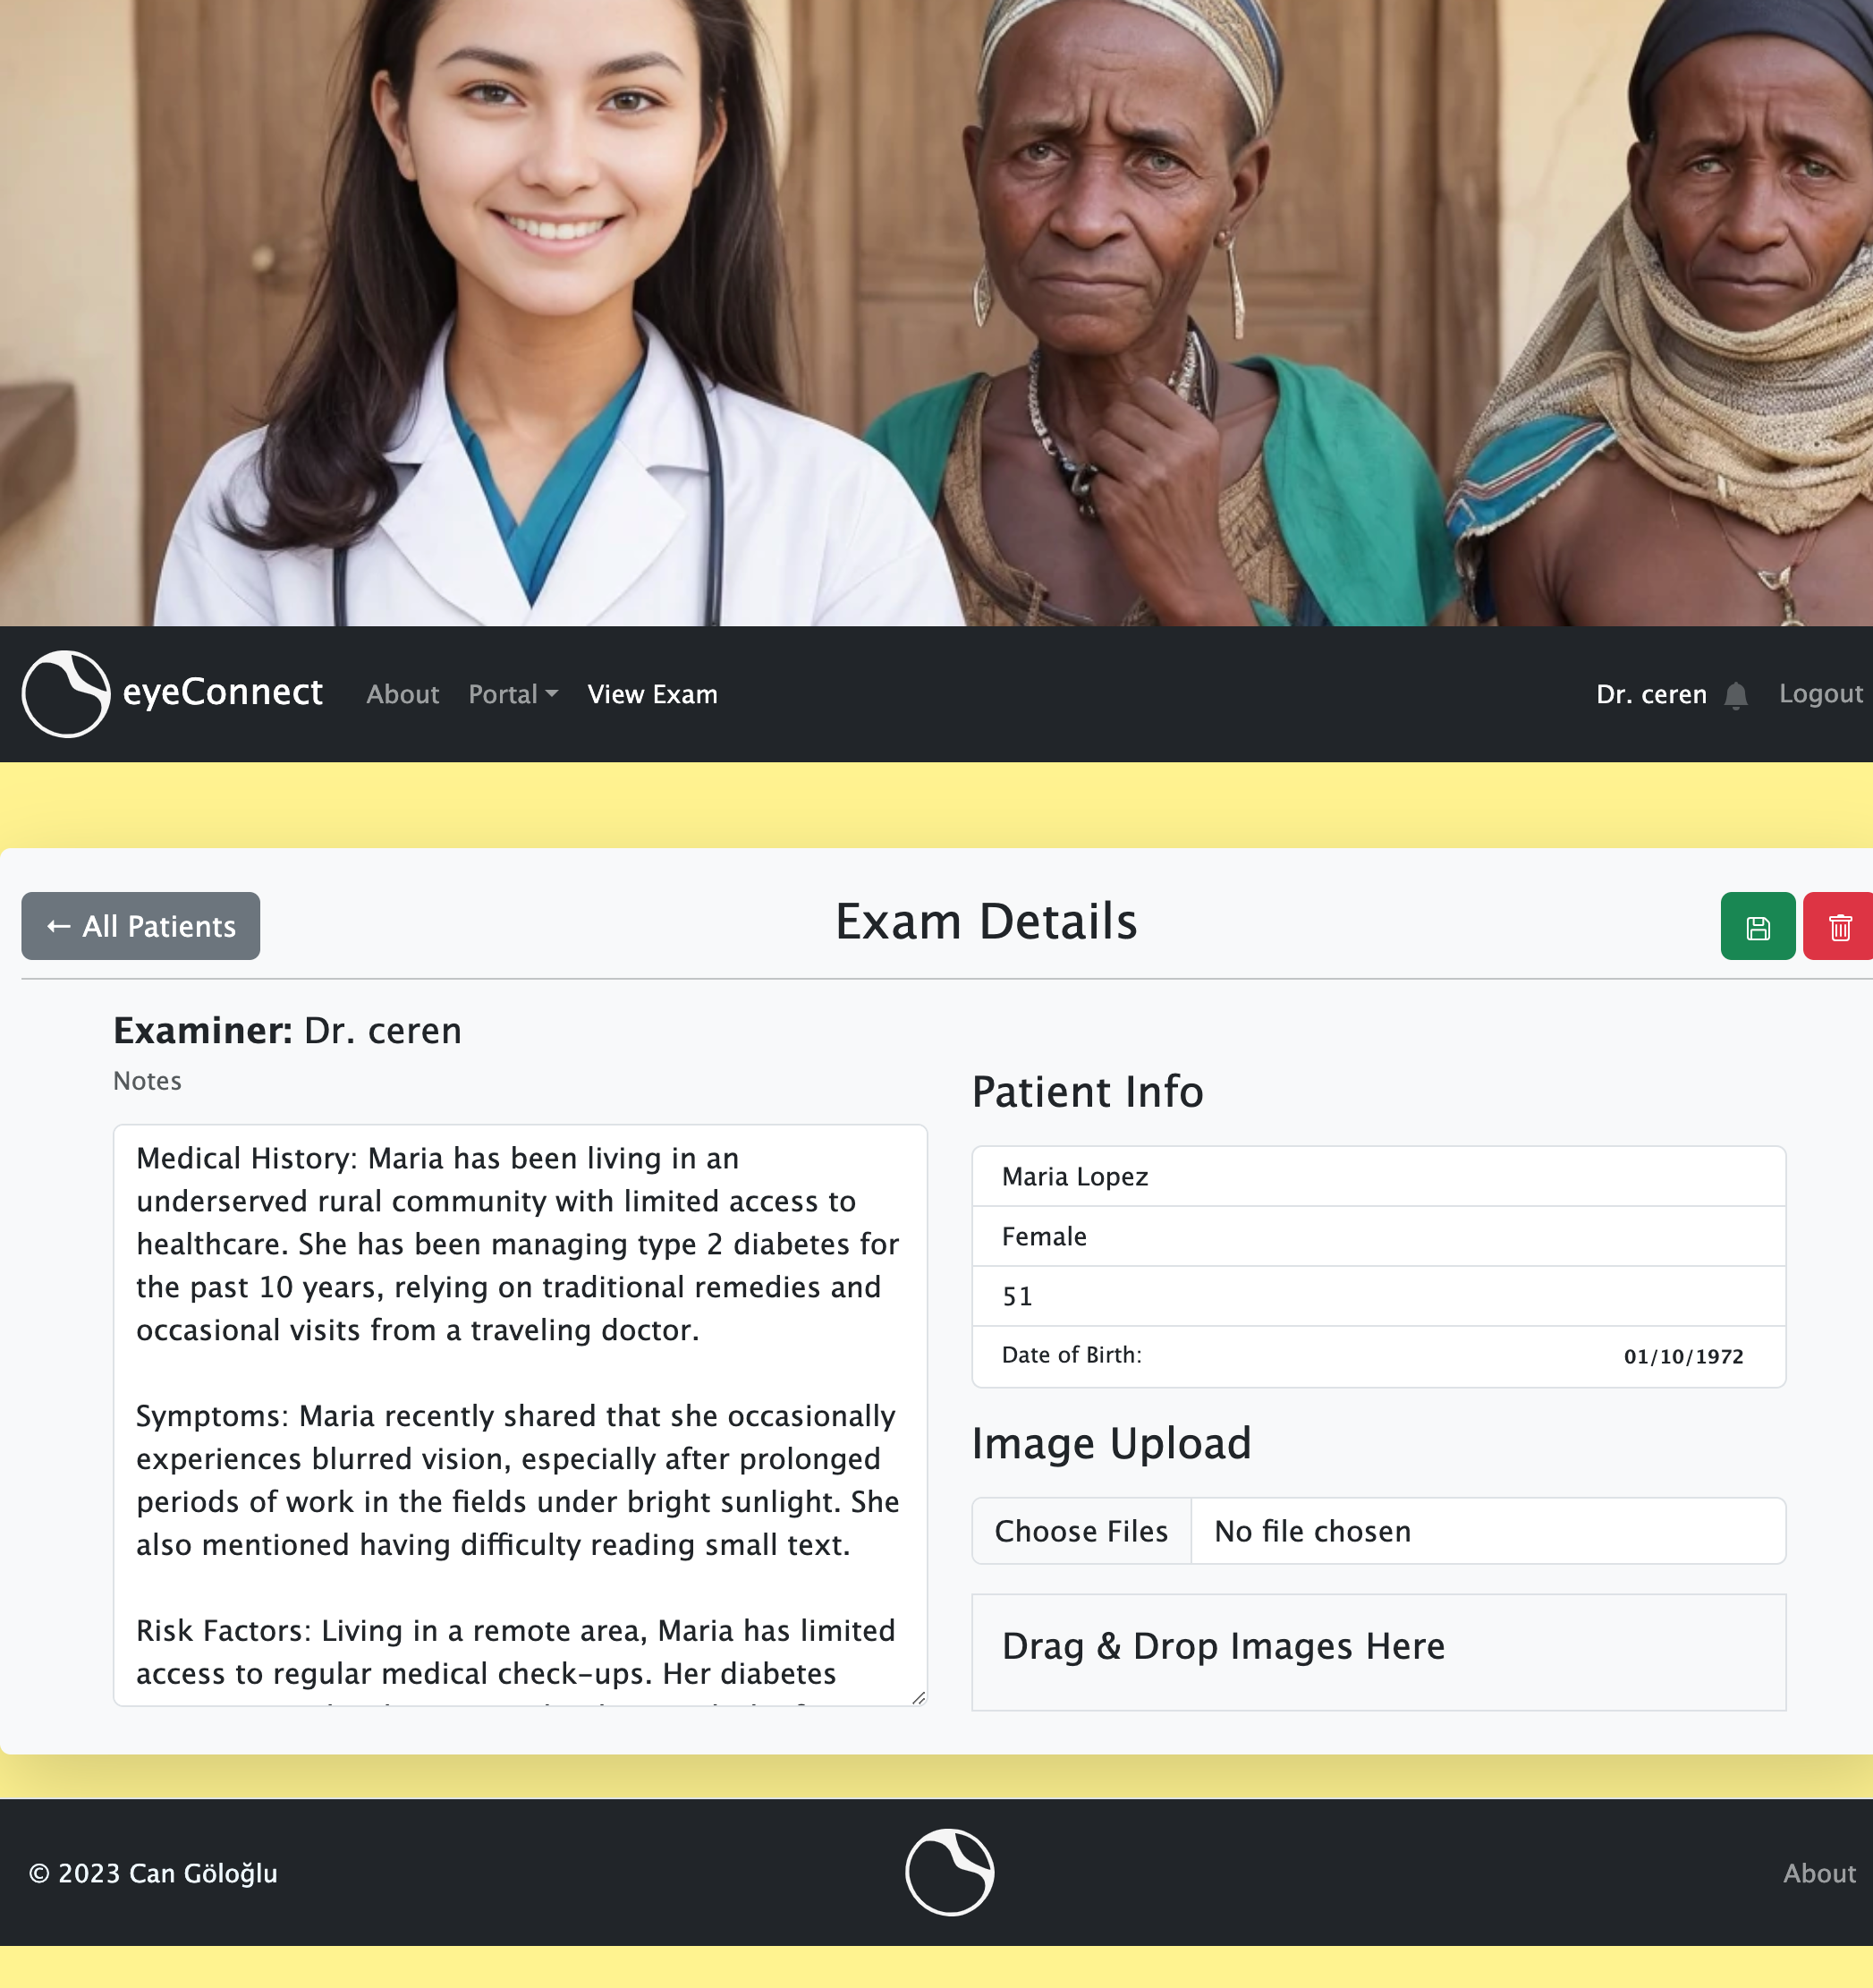 eyeConnect About Portal View Exam Dr. ceren Logout
← All Patients
Exam Details
Examiner: Dr. ceren
Notes
Medical History: Maria has been living in an
underserved rural community with limited access to
healthcare. She has been managing type 2 diabetes for
the past 10 years, relying on traditional remedies and
occasional visits from a traveling doctor.
Symptoms: Maria recently shared that she occasionally
experiences blurred vision, especially after prolonged
periods of work in the fields under bright sunlight. She
also mentioned having difficulty reading small text.
Risk Factors: Living in a remote area, Maria has limited
access to regular medical check-ups. Her diabetes
Patient Info
Maria Lopez
Female
51
Date of Birth: 01/10/1972
Image Upload
Choose Files No file chosen
Drag & Drop Images Here
© 2023 Can Göloğlu
About